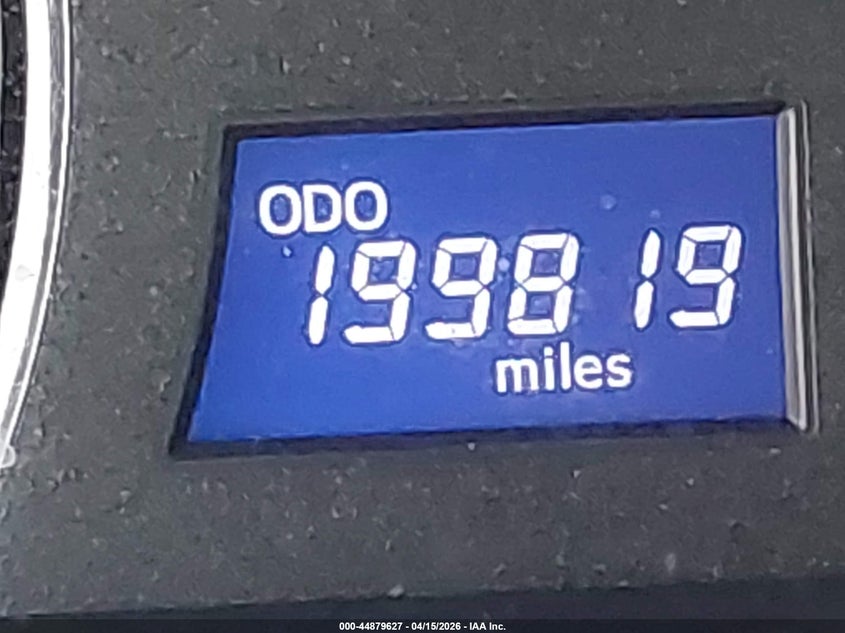 ODO
199819
miles
000-44879627 - 04/15/2026 - IAA Inc.